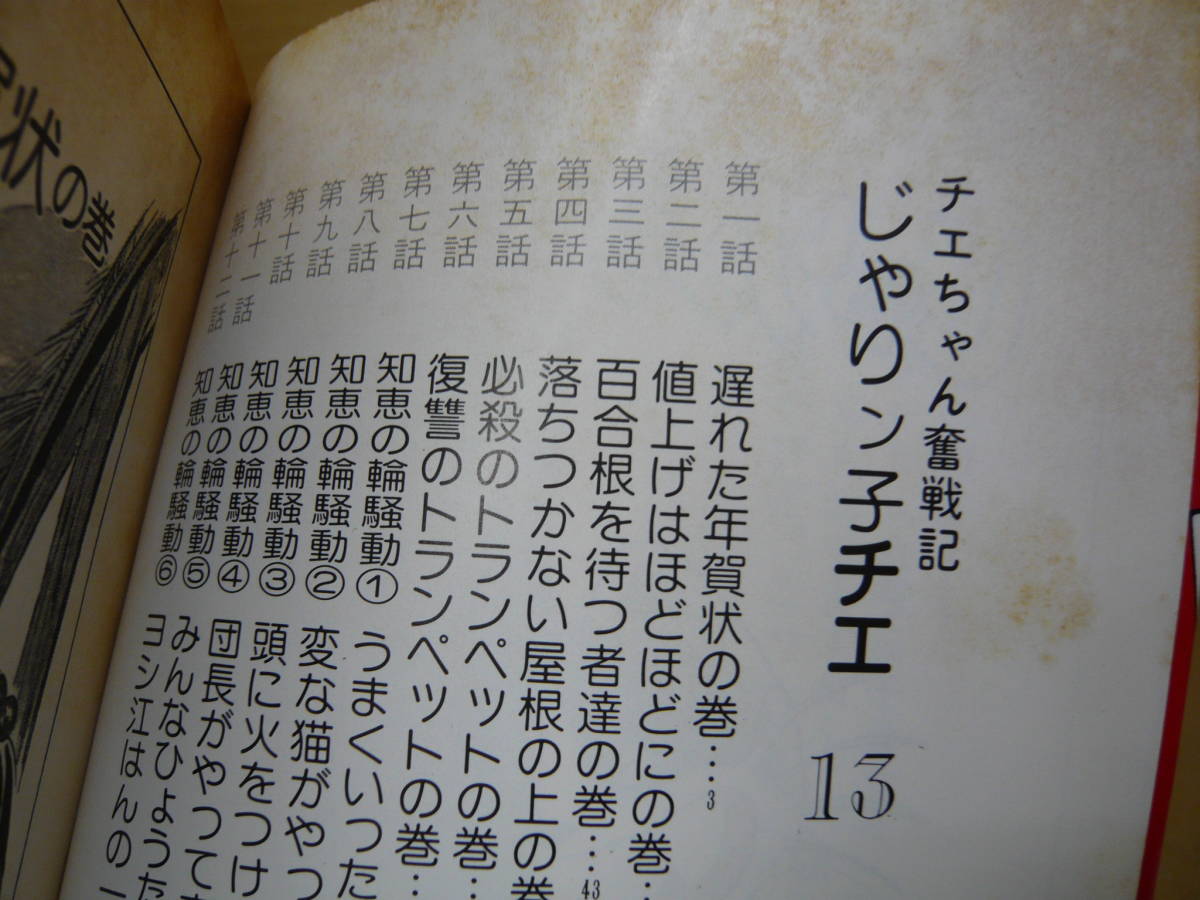 チエちゃん奮戦記
じゃりン子チエ 13
第一話 遅れた年賀状の巻…3
第二話 値上げはほどほどにの巻…
第三話 百合根を待つ者達の巻…43
第四話 落ちつかない屋根の上の巻
第五話 必殺のトランペットの巻…
第六話 復讐のトランペットの巻…
第七話 知恵の輪騒動① うまくいった
第八話 知恵の輪騒動② 変な猫がやっ
第九話 知恵の輪騒動③ 頭に火をつけ
第十話 知恵の輪騒動④ 団長がやって
第十一話 知恵の輪騒動⑤ みんなひょうた
第十二話 知恵の輪騒動⑥ ヨシ江はんの一
状の巻